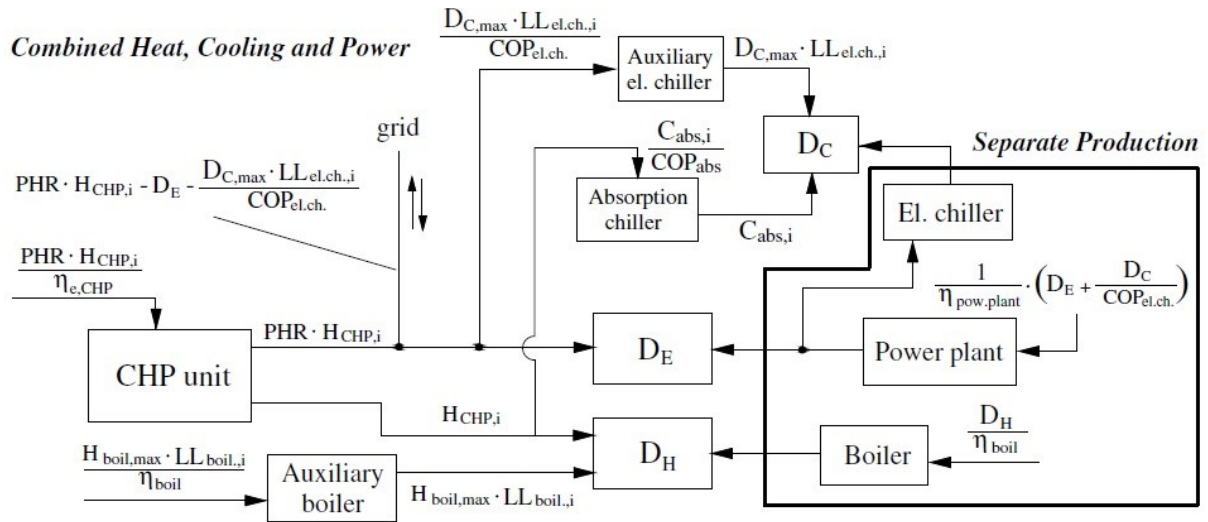 Combined Heat, Cooling and Power
D_C,max · LL_el.ch.,i
COP_el.ch.
Auxiliary
el. chiller
D_C,max · LL_el.ch.,i
grid
C_abs,i
COP_abs
D_C
Separate Production
PHR · H_CHP,i - D_E - D_C,max · LL_el.ch.,i
COP_el.ch.
Absorption
chiller
C_abs,i
El. chiller
PHR · H_CHP,i
η_e,CHP
1
η_pow.plant
· (D_E + D_C
COP_el.ch.)
PHR · H_CHP,i
CHP unit
D_E
Power plant
H_CHP,i
D_H
Boiler
D_H
η_boil
H_boil,max · LL_boil.,i
η_boil
Auxiliary
boiler
H_boil,max · LL_boil.,i